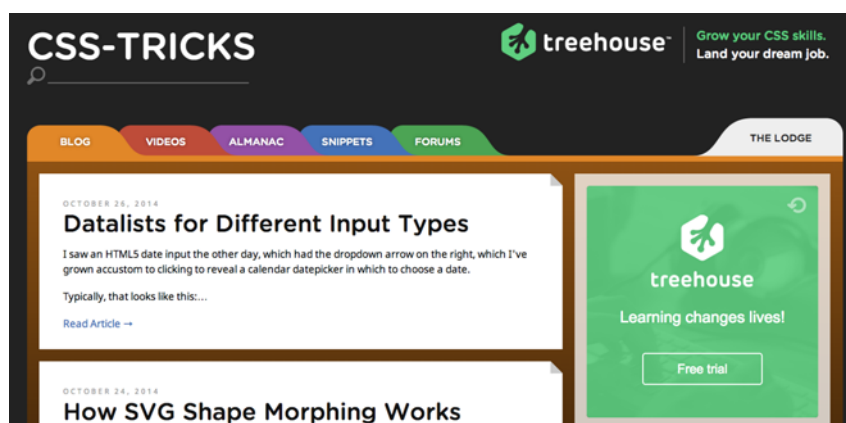 CSS-TRICKS
treehouse™
Grow your CSS skills.
Land your dream job.
BLOG
VIDEOS
ALMANAC
SNIPPETS
FORUMS
THE LODGE
OCTOBER 26, 2014
Datalists for Different Input Types
I saw an HTML5 date input the other day, which had the dropdown arrow on the right, which I've
grown accustom to clicking to reveal a calendar datepicker in which to choose a date.
Typically, that looks like this:...
Read Article →
OCTOBER 24, 2014
How SVG Shape Morphing Works
treehouse
Learning changes lives!
Free trial